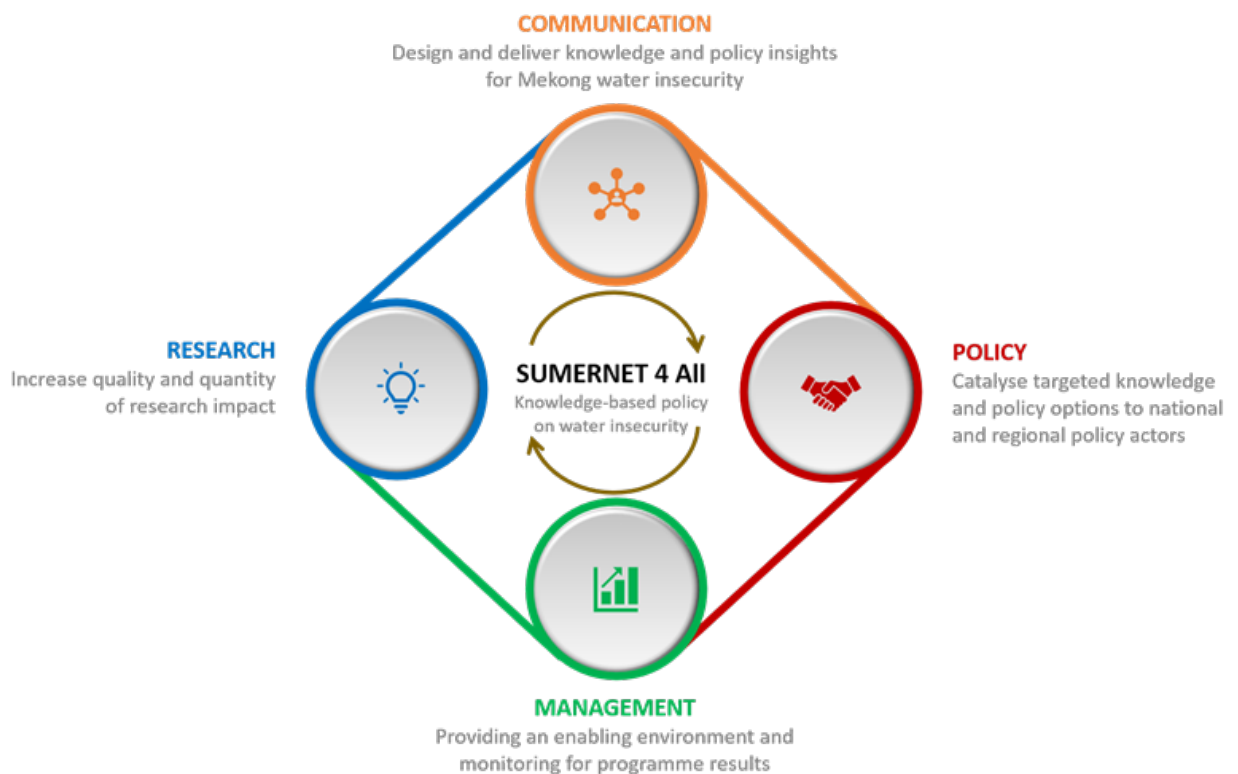 COMMUNICATION
Design and deliver knowledge and policy insights
for Mekong water insecurity
RESEARCH
Increase quality and quantity
of research impact
SUMERNET 4 All
Knowledge-based policy
on water insecurity
POLICY
Catalyse targeted knowledge
and policy options to national
and regional policy actors
MANAGEMENT
Providing an enabling environment and
monitoring for programme results